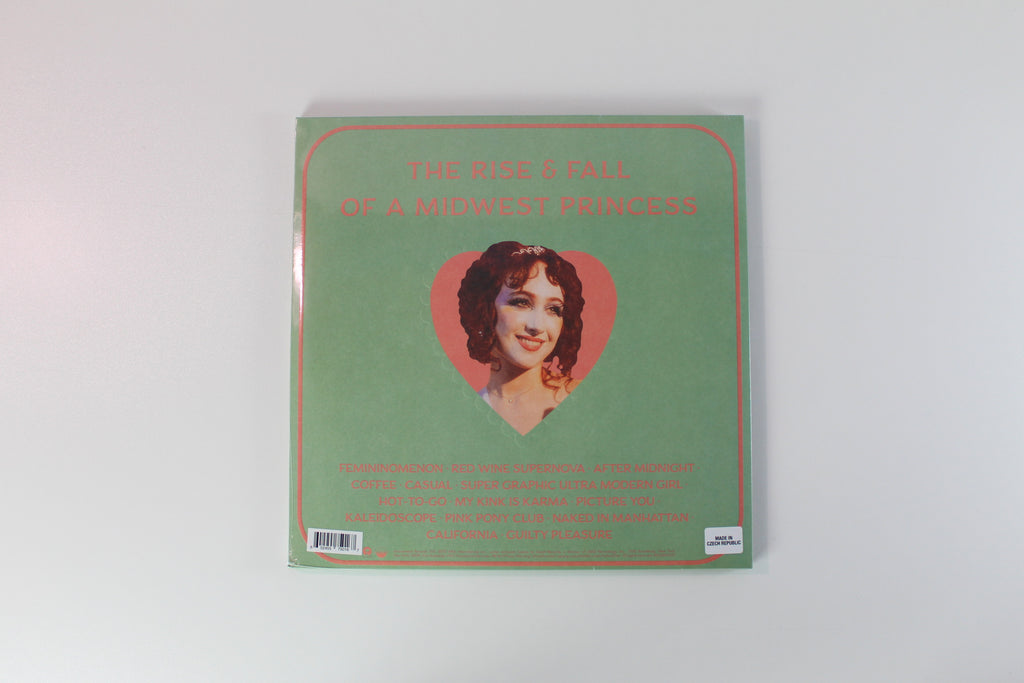 THE RISE & FALL
OF A MIDWEST PRINCESS
FEMININOMENON · RED WINE SUPERNOVA · AFTER MIDNIGHT ·
COFFEE · CASUAL · SUPER GRAPHIC ULTRA MODERN GIRL ·
HOT-TO-GO · MY KINK IS KARMA · PICTURE YOU ·
KALEIDOSCOPE · PINK PONY CLUB · NAKED IN MANHATTAN ·
CALIFORNIA · GUILTY PLEASURE
MADE IN
CZECH REPUBLIC